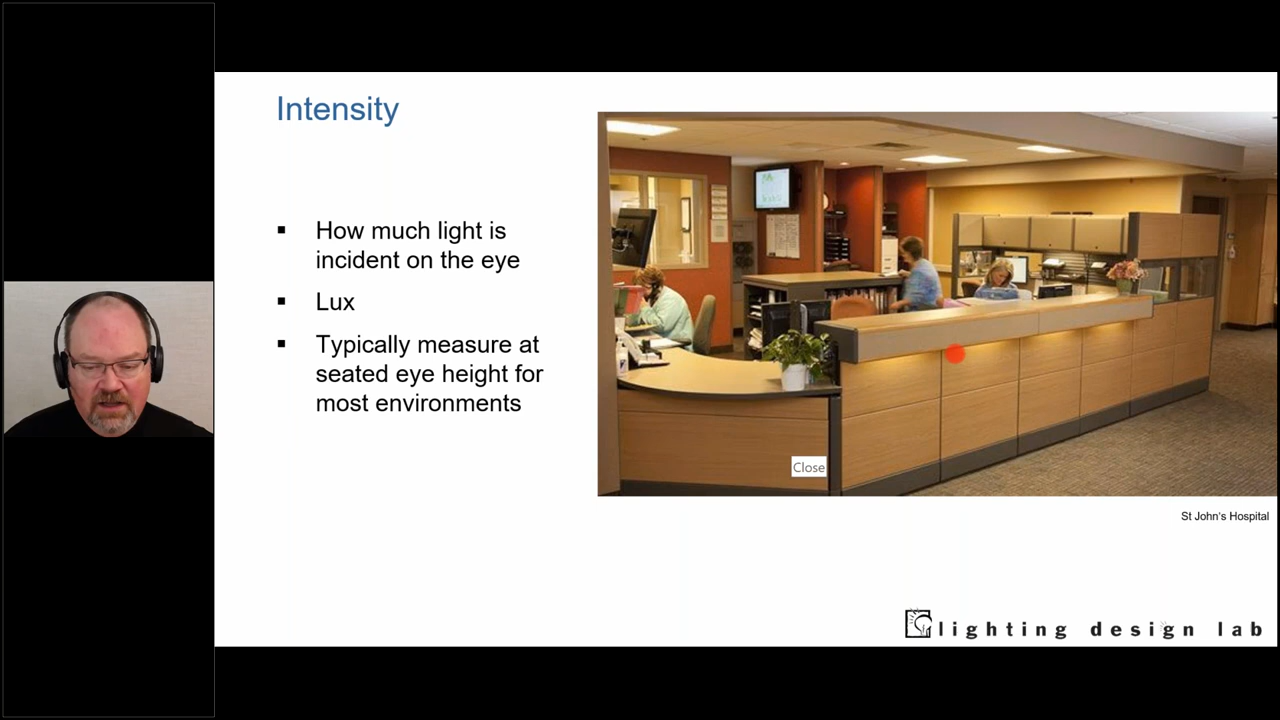 Intensity
How much light is
incident on the eye
Lux
Typically measure at
seated eye height for
most environments
Close
St John's Hospital
lighting design lab